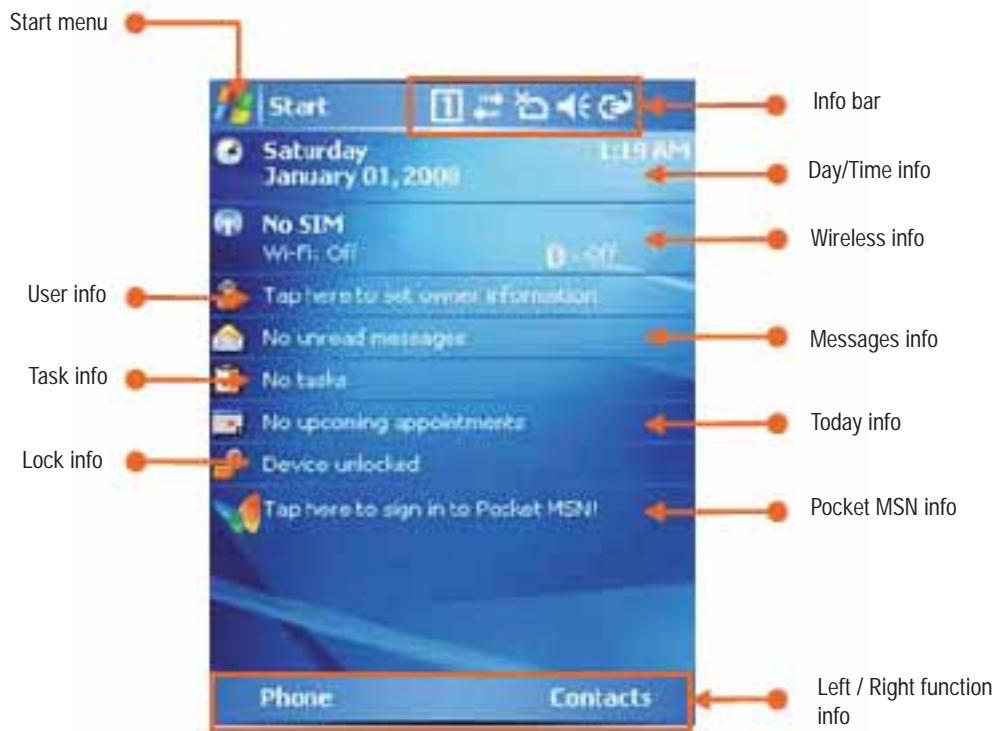 Start menu
Start
1
Info bar
Saturday
1:19 AM
January 01,
Day/Time info
No SIM
Wi-Fi: Off
Off
Wireless info
User info
Tap here to set owner information
No unread messages
Messages info
Task info
No tasks
No upcoming appointments
Today info
Lock info
Device unlocked
Tap here to sign in to Pocket MSN!
Pocket MSN info
Phone
Contacts
Left / Right function
info